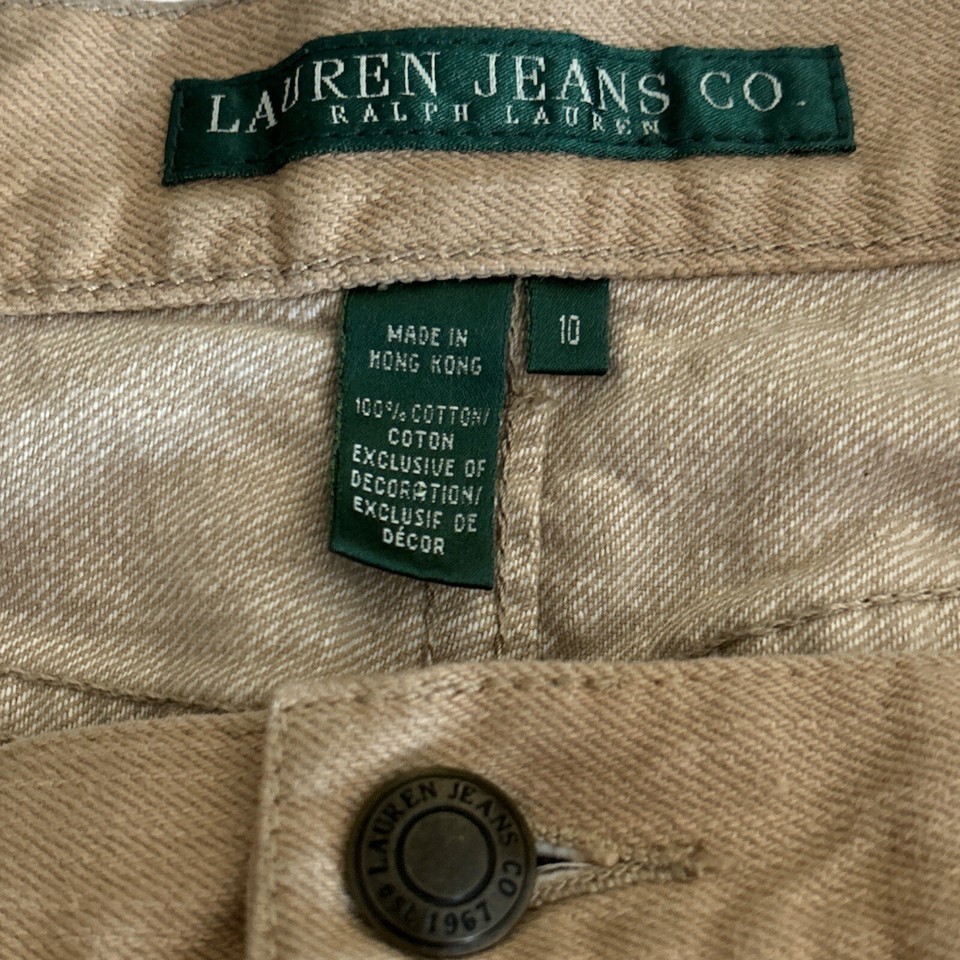 LAUREN JEANS CO.
RALPH LAUREN
MADE IN
HONG KONG
10
100% COTTON/
COTON
EXCLUSIVE OF
DECORATION/
EXCLUSIF DE
DÉCOR
LAUREN JEANS CO
EST 1967